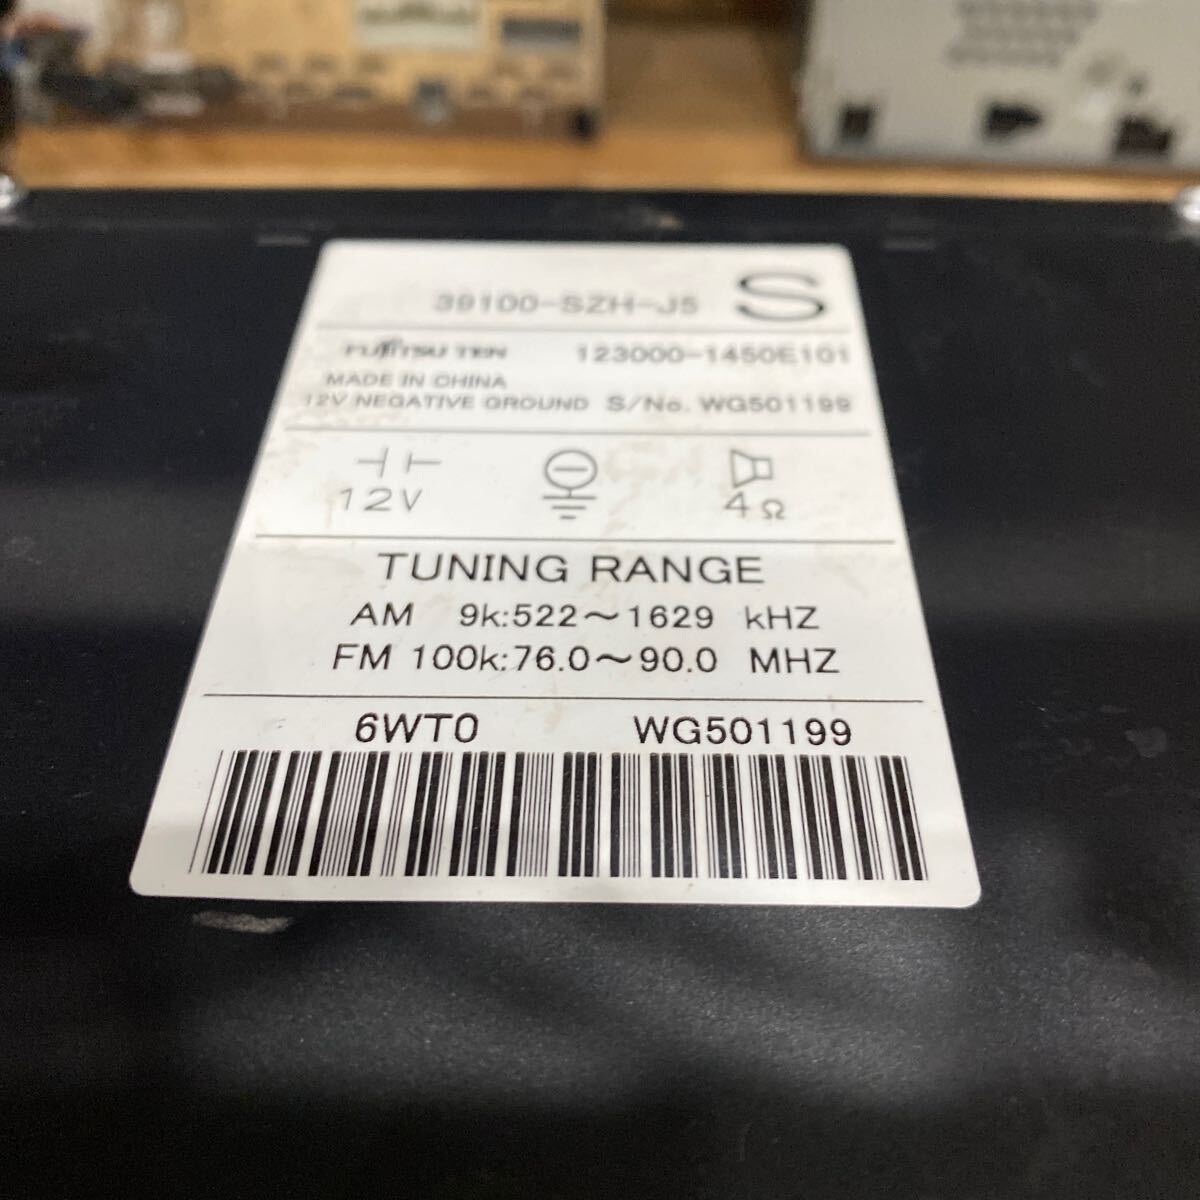 39100-SZH-J5 S
FUJITSU TEN 123000-1450E101
MADE IN CHINA
12V NEGATIVE GROUND S/No. WG501199
12V 4Ω
TUNING RANGE
AM 9k:522～1629 kHZ
FM 100k:76.0～90.0 MHZ
6WT0 WG501199